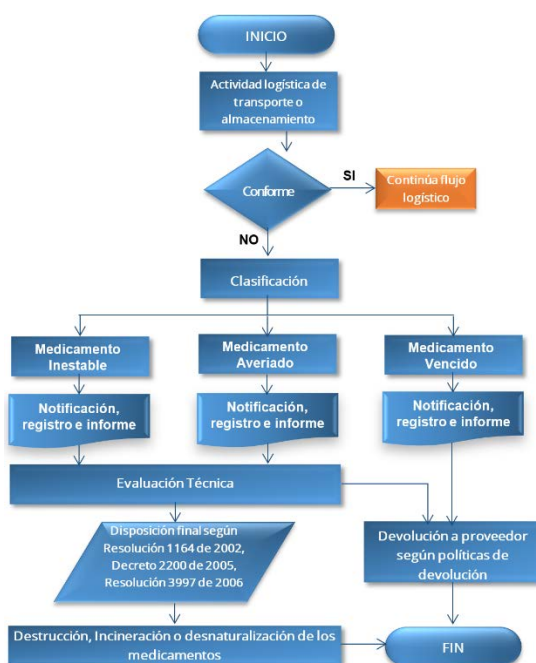 INICIO
Actividad logística de
transporte o
almacenamiento
Conforme
SI
Continúa flujo
logístico
NO
Clasificación
Medicamento
Inestable
Medicamento
Averiado
Medicamento
Vencido
Notificación,
registro e informe
Notificación,
registro e informe
Notificación,
registro e informe
Evaluación Técnica
Disposición final según
Resolución 1164 de 2002,
Decreto 2200 de 2005,
Resolución 3997 de 2006
Devolución a proveedor
según políticas de
devolución
Destrucción, Incineración o desnaturalización de los
medicamentos
FIN